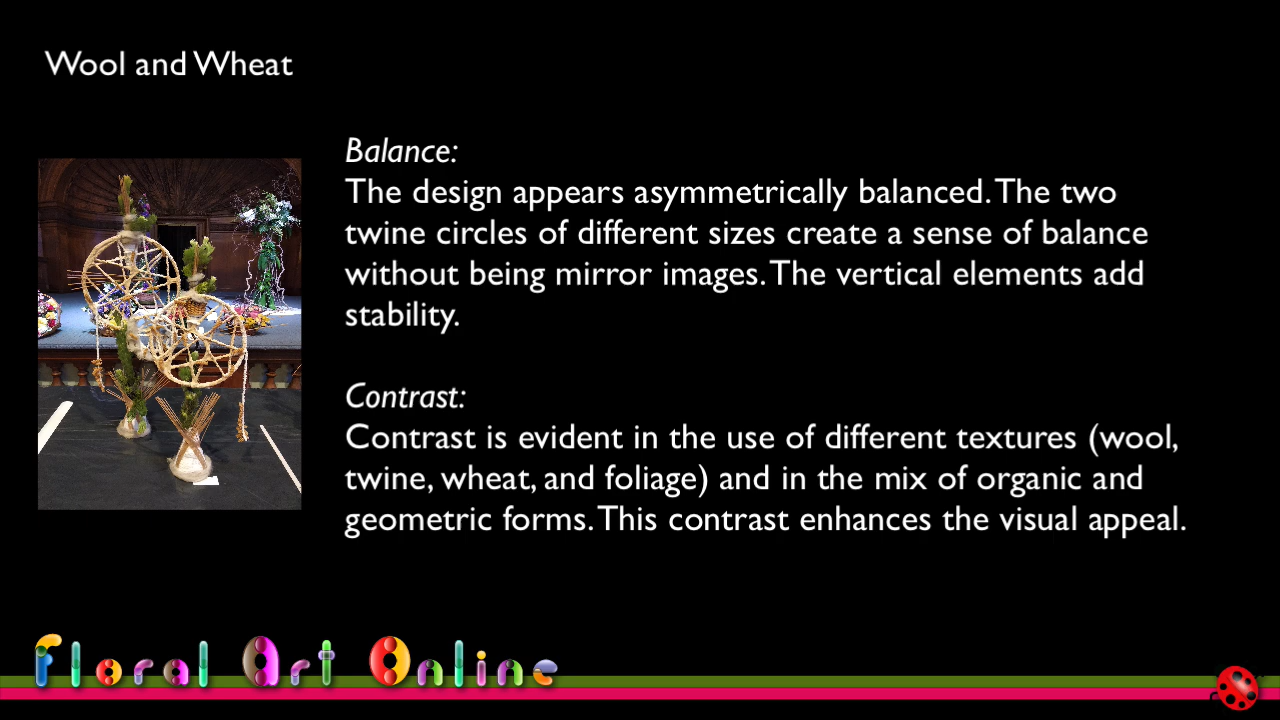 Wool and Wheat
Balance:
The design appears asymmetrically balanced. The two
twine circles of different sizes create a sense of balance
without being mirror images. The vertical elements add
stability.
Contrast:
Contrast is evident in the use of different textures (wool,
twine, wheat, and foliage) and in the mix of organic and
geometric forms. This contrast enhances the visual appeal.
Floral Art Online